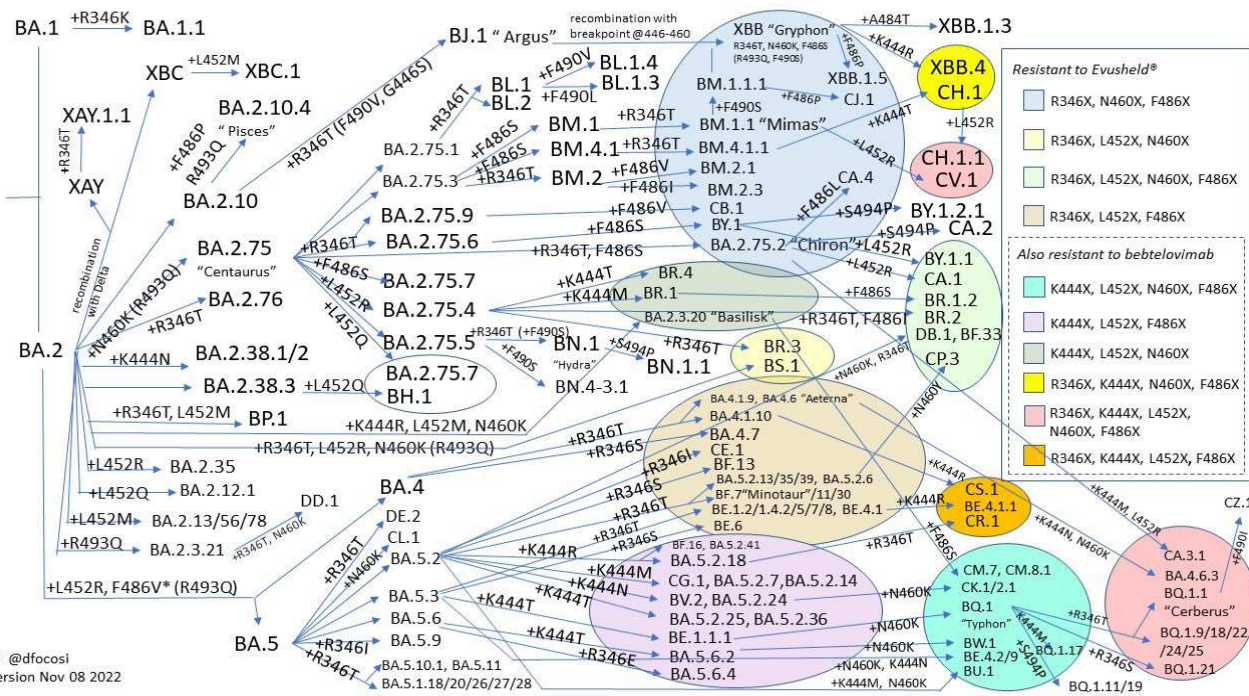 BA.1
+R346K
BA.1.1
XBC
+L452M
XBC.1
XAY.1.1
+R346T
XAY
BA.2.10.4
"Pisces"
+F486P
R493Q
BA.2.10
recombination
with Delta
+N460K (R493Q)
BA.2.75
"Centaurus"
BA.2.76
+R346T
BA.2
+K444N
BA.2.38.1/2
BA.2.38.3
+L452Q
BA.2.75.7
BH.1
+R346T, L452M
BP.1
+K444R, L452M, N460K
+R346T, L452R, N460K (R493Q)
+L452R
BA.2.35
+L452Q
BA.2.12.1
+L452M
BA.2.13/56/78
+R493Q
BA.2.3.21
+R346T, N460K
DD.1
+L452R, F486V* (R493Q)
BA.5
@dfocosi
ersion Nov 08 2022
+R346T (F490V, G446S)
BJ.1 " Argus"
recombination with
breakpoint @446-460
BL.1
BL.2
+R346T
+F490V
+F490L
BL.1.4
BL.1.3
BA.2.75.1
BA.2.75.3
+F486S
+F486S
+R346T
BM.1
BM.4.1
BM.2
+R346T
+R346T
+F486V
+F486I
BA.2.75.9
+F486V
+R346T
BA.2.75.6
+F486S
+R346T, F486S
+F486S
BA.2.75.7
+L452R
BA.2.75.4
+K444T
+K444M
+L452Q
BA.2.75.5
+R346T (+F490S)
BN.1
"Hydra"
+S494P
BN.1.1
+F490S
BN.4-3.1
+R346T
XBB "Gryphon"
R346T, N460K, F486S
(R493Q, F490S)
+F486P
XBB.1.5
BM.1.1.1
+F486P
CJ.1
+F490S
BM.1.1 "Mimas"
BM.4.1.1
BM.2.1
BM.2.3
CA.4
CB.1
BY.1
+F486L
BA.2.75.2 "Chiron"
+A484T
XBB.1.3
+K444R
XBB.4
CH.1
+K444T
+L452R
+L452R
CH.1.1
CV.1
+S494P
BY.1.2.1
+S494P
CA.2
+L452R
+L452R
BY.1.1
CA.1
BR.1.2
BR.2
DB.1, BF.33
CP.3
BR.4
BR.1
BA.2.3.20 "Basilisk"
+F486S
+R346T, F486I
BR.3
BS.1
+N460K, R346T
+N460Y
BA.4
+R346T
+R346S
DE.2
CL.1
BA.5.2
+R346T
+N460K
BA.5.3
BA.5.6
BA.5.9
+R346I
+R346T
BA.5.10.1, BA.5.11
BA.5.1.18/20/26/27/28
+R346I
+R346S
+R346T
+R346T
+R346S
BA.4.1.9, BA.4.6 "Aeterna"
BA.4.1.10
BA.4.7
CE.1
BF.13
BA.5.2.13/35/39, BA.5.2.6
BF.7"Minotaur"/11/30
BE.1.2/1.4.2/5/7/8, BE.4.1
BE.6
+K444R
+K444R
CS.1
BE.4.1.1
CR.1
+R346T
+K444R
+K444M
+K444N
+K444T
+K444T
+K444T
+R346E
BF.16, BA.5.2.41
BA.5.2.18
CG.1, BA.5.2.7, BA.5.2.14
BV.2, BA.5.2.24
BA.5.2.25, BA.5.2.36
BE.1.1.1
BA.5.6.2
BA.5.6.4
+N460K
+N460K
+N460K
+N460K, K444N
+K444M, N460K
+F486S
CM.7, CM.8.1
CK.1/2.1
BQ.1
"Typhon"
BW.1
BE.4.2/9
BU.1
+K444M
BQ.1.17
+S494P
BQ.1.11/19
+R346T
+R346S
+K444M, L452R
+K444N, N460K
CA.3.1
BA.4.6.3
BQ.1.1
"Cerberus"
BQ.1.9/18/22
/24/25
BQ.1.21
CZ.1
+F490I
Resistant to Evusheld®
R346X, N460X, F486X
R346X, L452X, N460X
R346X, L452X, N460X, F486X
R346X, L452X, F486X
Also resistant to bebtelovimab
K444X, L452X, N460X, F486X
K444X, L452X, F486X
K444X, L452X, N460X
R346X, K444X, N460X, F486X
R346X, K444X, L452X,
N460X, F486X
R346X, K444X, L452X, F486X